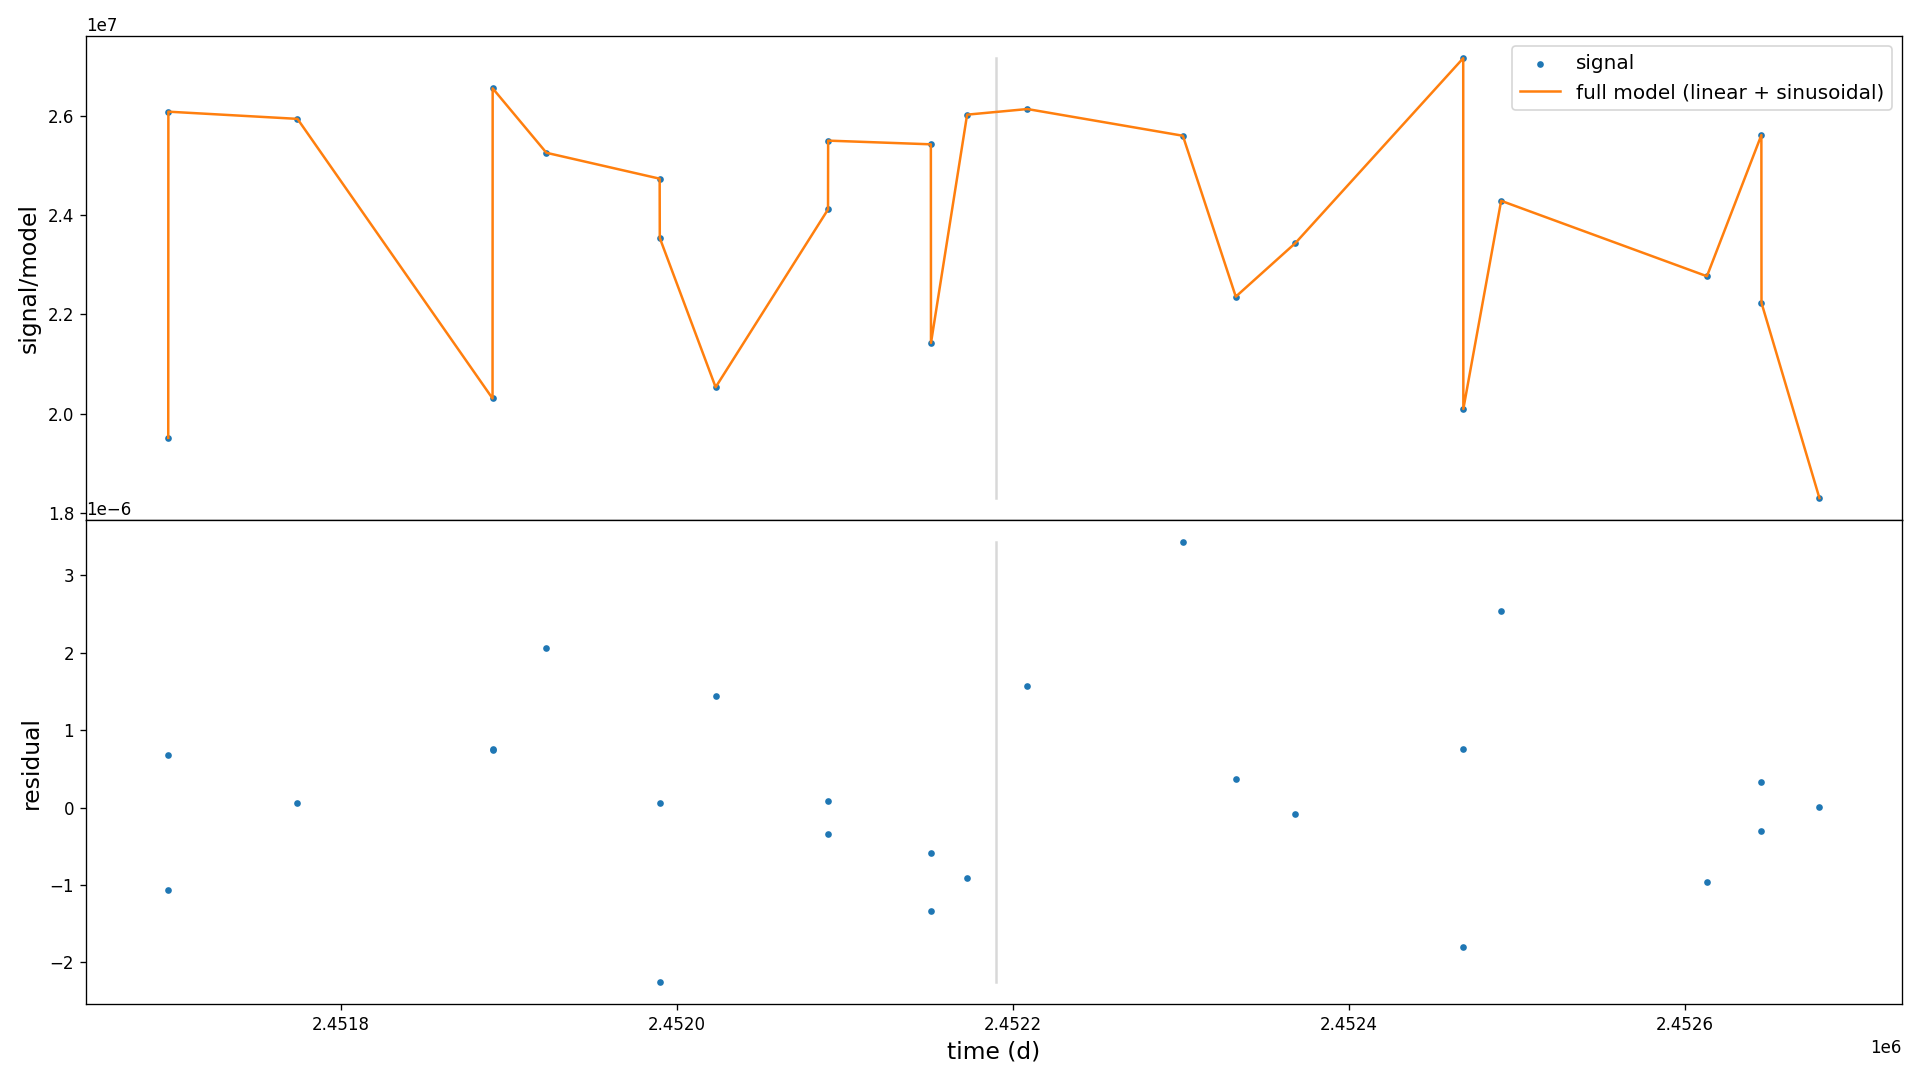 1e7
signal
full model (linear + sinusoidal)
2.6
2.4
2.2
2.0
1.8
signal/model
1e−6
3
2
1
0
−1
−2
residual
2.4518
2.4520
2.4522
2.4524
2.4526
1e6
time (d)